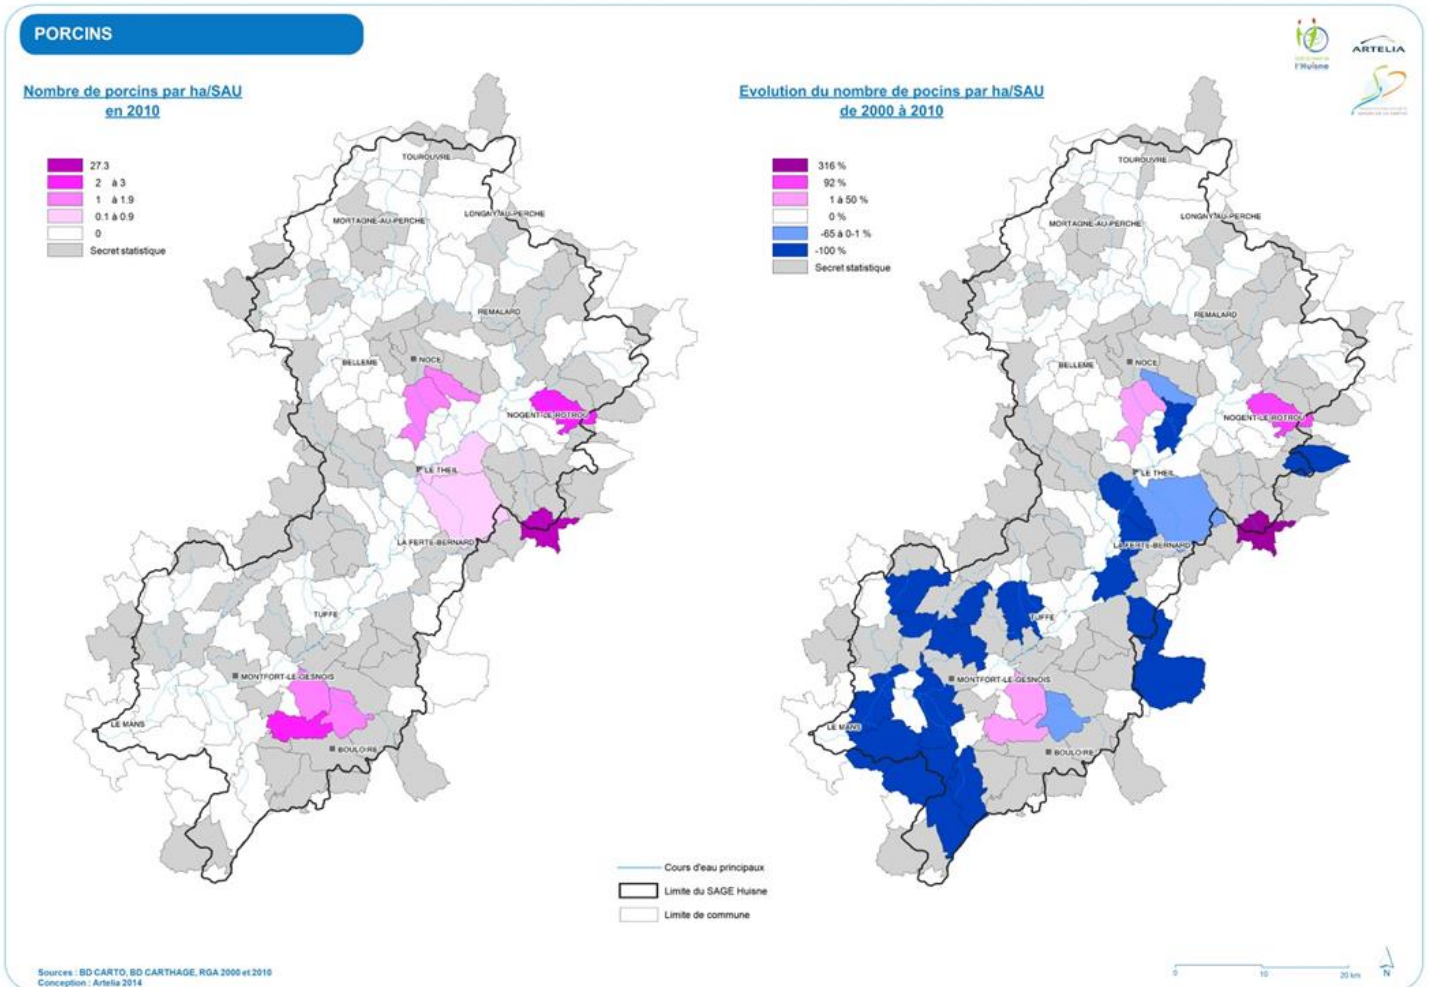 PORCINS
l'Huisne
ARTELIA
Nombre de porcins par ha/SAU
en 2010
27.3
2 à 3
1 à 1.9
0.1 à 0.9
0
Secret statistique
TOUROUVRE
MORTAGNE-AU-PERCHE
LONGNY-AU-PERCHE
REMALARD
BELLEME
NOCE
NOGENT-LE-ROTROU
LE THEIL
LA FERTE-BERNARD
TUFFE
MONTFORT-LE-GESNOIS
LE MANS
BOULOIRE
Evolution du nombre de pocins par ha/SAU
de 2000 à 2010
316 %
92 %
1 à 50 %
0 %
-65 à 0-1 %
-100 %
Secret statistique
TOUROUVRE
MORTAGNE-AU-PERCHE
LONGNY-AU-PERCHE
REMALARD
BELLEME
NOCE
NOGENT-LE-ROTROU
LE THEIL
LA FERTE-BERNARD
TUFFE
MONTFORT-LE-GESNOIS
LE MANS
BOULOIRE
Cours d'eau principaux
Limite du SAGE Huisne
Limite de commune
Sources : BD CARTO, BD CARTHAGE, RGA 2000 et 2010
Conception : Artelia 2014
0 10 20 km
N